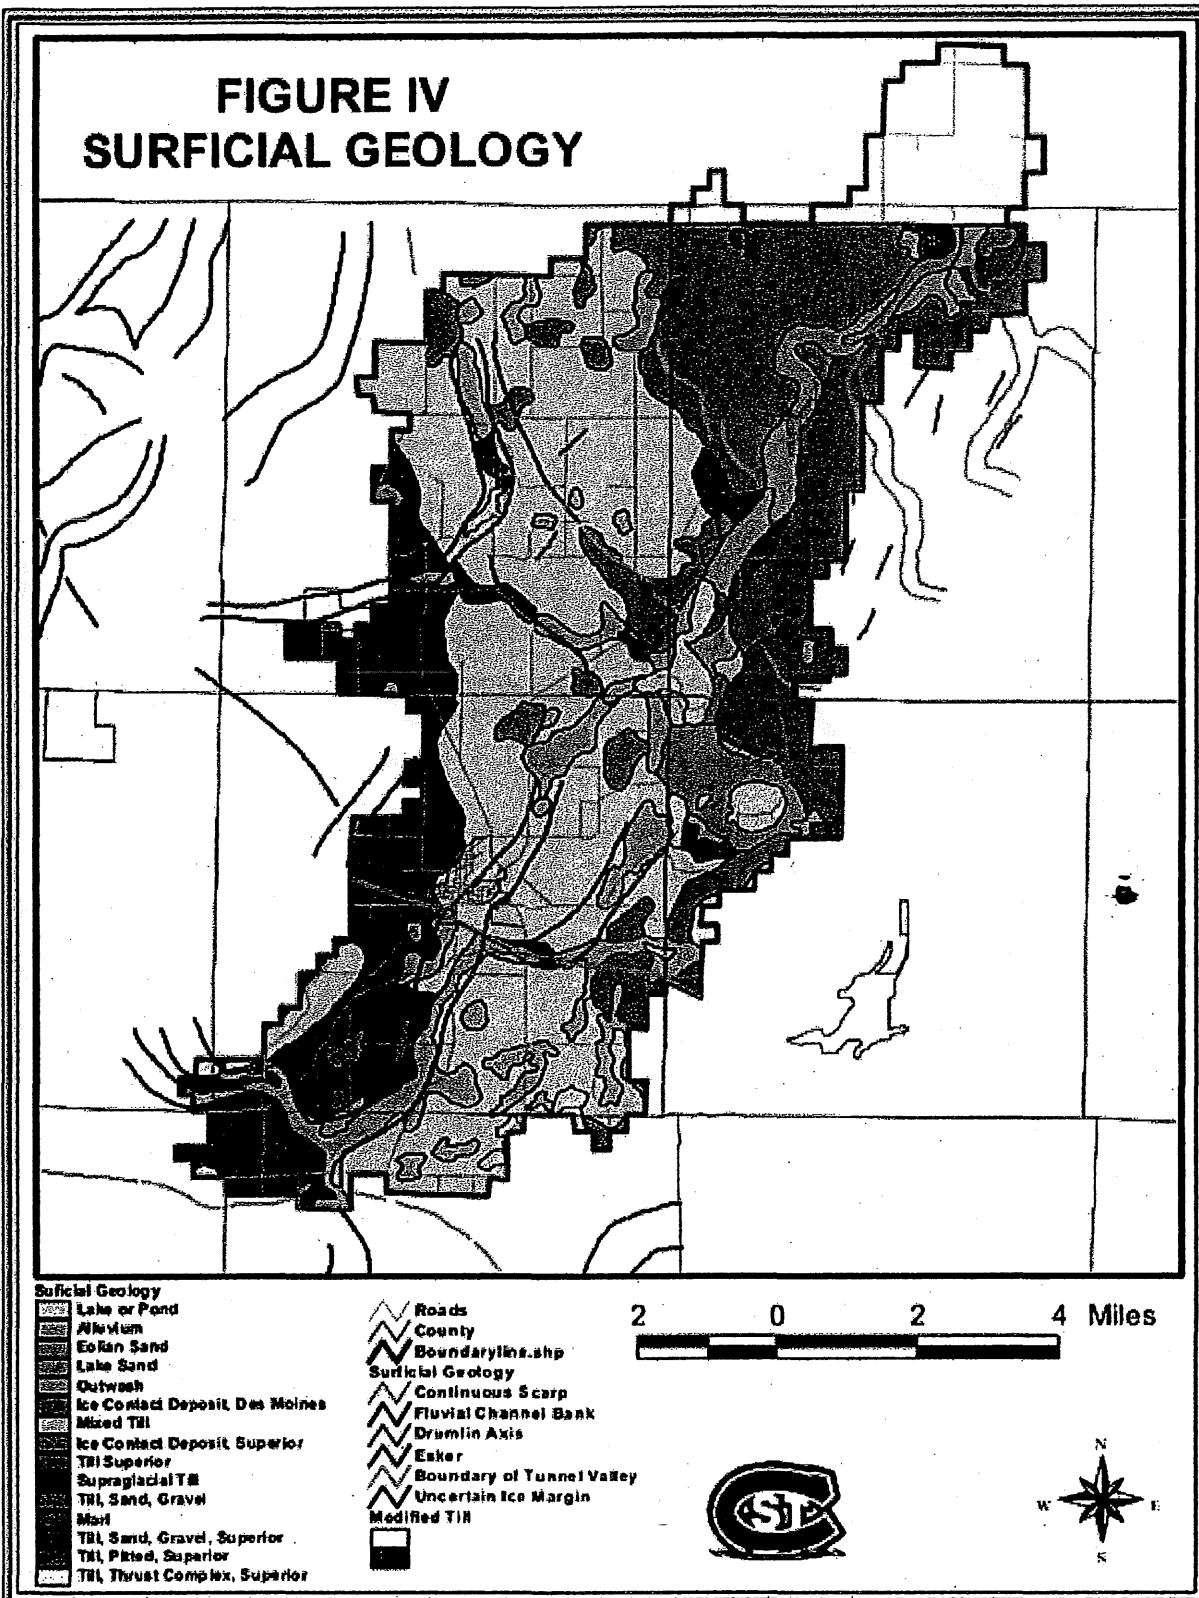 FIGURE IV
SURFICIAL GEOLOGY
Suficial Geology
Lake or Pond
Alluvium
Eolian Sand
Lake Sand
Outwash
Ice Contact Deposit, Des Moines
Mixed Till
Ice Contact Deposit, Superior
Till Superior
Supraglacial Till
Till, Sand, Gravel
Marl
Till, Sand, Gravel, Superior
Till, Pitted, Superior
Till, Thrust Complex, Superior
Roads
County
Boundaryline.shp
Surficial Geology
Continuous Scarp
Fluvial Channel Bank
Drumlin Axis
Esker
Boundary of Tunnel Valley
Uncertain Ice Margin
Modified Till
2 0 2 4 Miles
N
W E
S